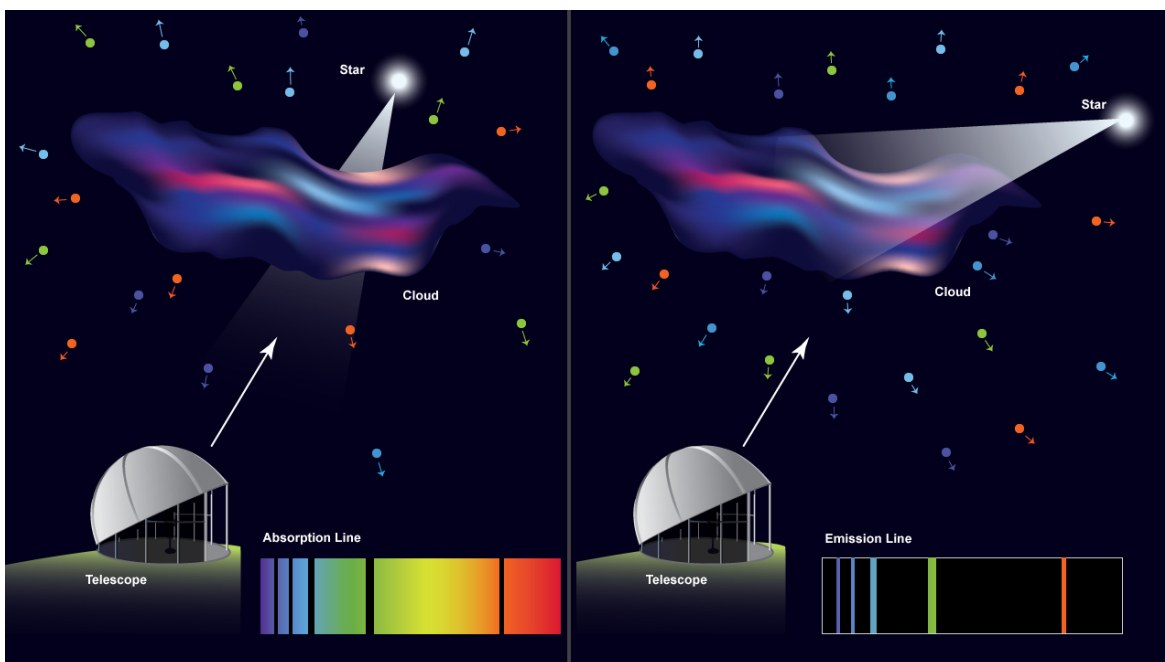 Star
Cloud
Telescope
Absorption Line
Star
Cloud
Telescope
Emission Line